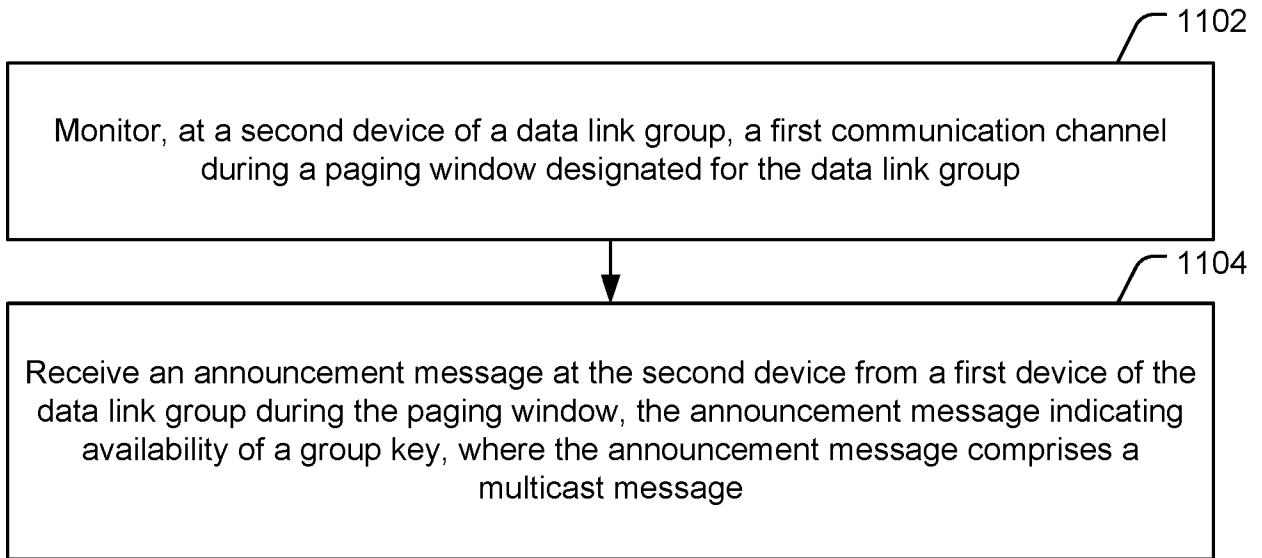 1102
Monitor, at a second device of a data link group, a first communication channel
during a paging window designated for the data link group
1104
Receive an announcement message at the second device from a first device of the
data link group during the paging window, the announcement message indicating
availability of a group key, where the announcement message comprises a
multicast message